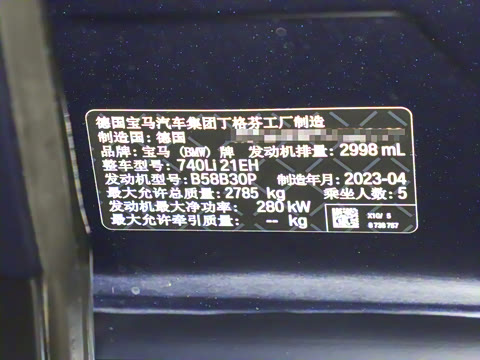 德国宝马汽车集团丁格芬工厂制造
制造国：德国
品牌：宝马（BMW）牌 发动机排量：2998 mL
整车型号：740Li 21EH
发动机型号：B58B30P 制造年月：2023-04
最大允许总质量：2785 kg 乘坐人数：5
发动机最大净功率： 280 kW
最大允许牵引质量： -- kg
X10/ 5
8738757